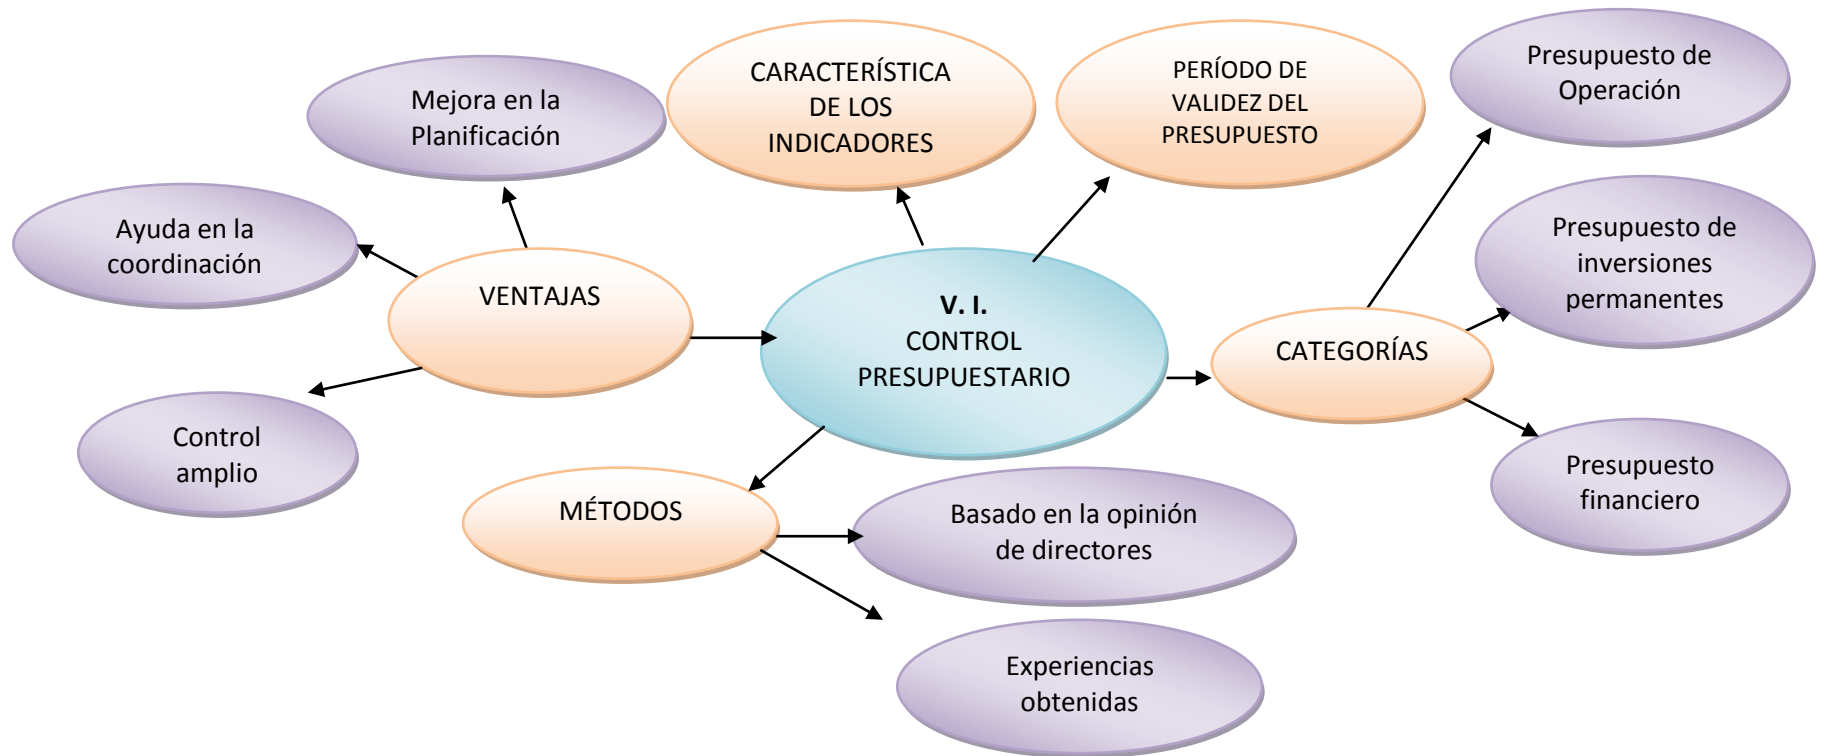 Mejora en la
Planificación
CARACTERÍSTICA
DE LOS
INDICADORES
PERÍODO DE
VALIDEZ DEL
PRESUPUESTO
Presupuesto de
Operación
Ayuda en la
coordinación
VENTAJAS
V. I.
CONTROL
PRESUPUESTARIO
CATEGORÍAS
Presupuesto de
inversiones
permanentes
Control
amplio
MÉTODOS
Basado en la opinión
de directores
Presupuesto
financiero
Experiencias
obtenidas